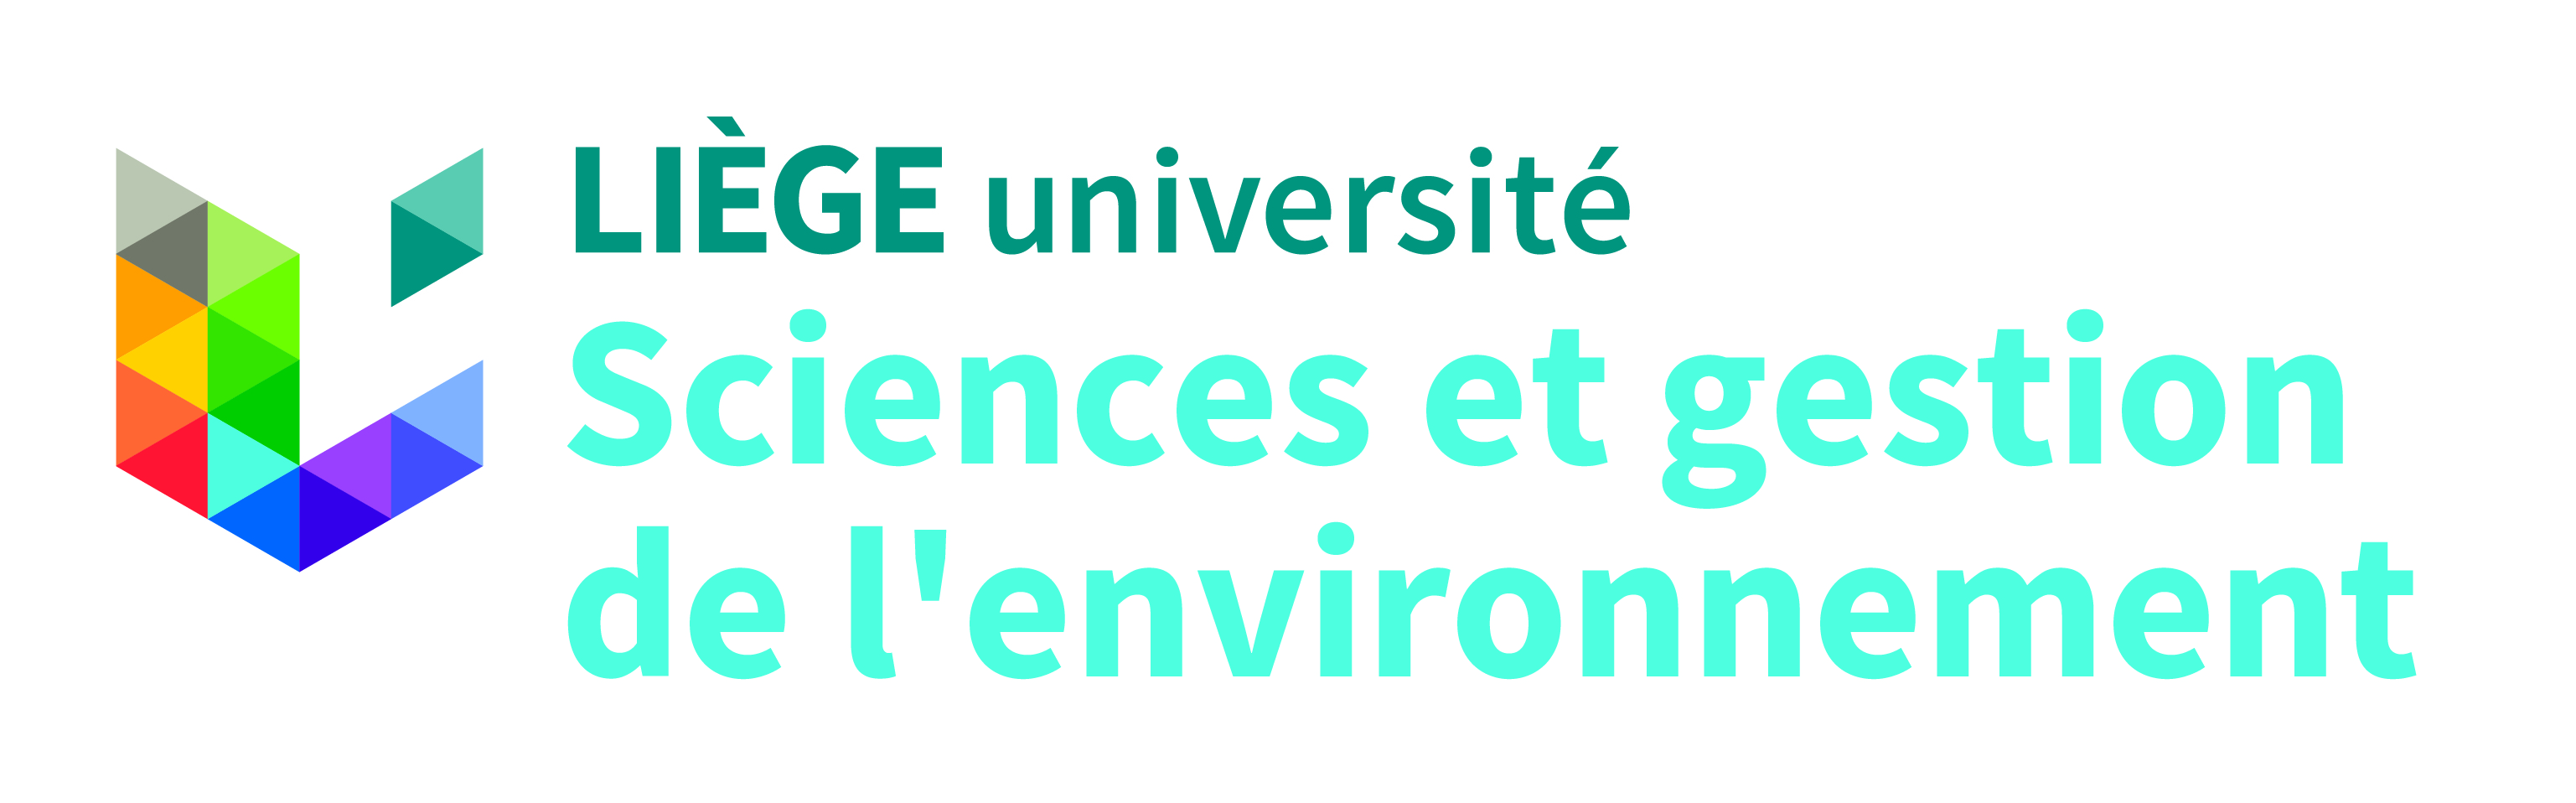 LIÈGE université
Sciences et gestion
de l'environnement